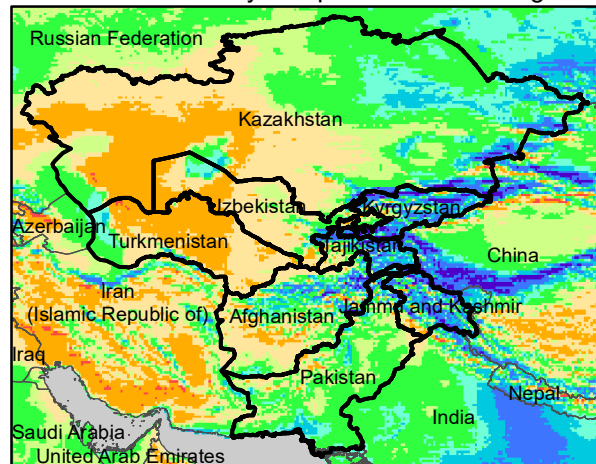 Russian Federation
Kazakhstan
Izbekistan
Kyrgyzstan
Azerbaijan
Turkmenistan
Tajikistan
China
Iran
(Islamic Republic of)
Afghanistan
Jammu and Kashmir
Iraq
Pakistan
Nepal
India
Saudi Arabia
United Arab Emirates